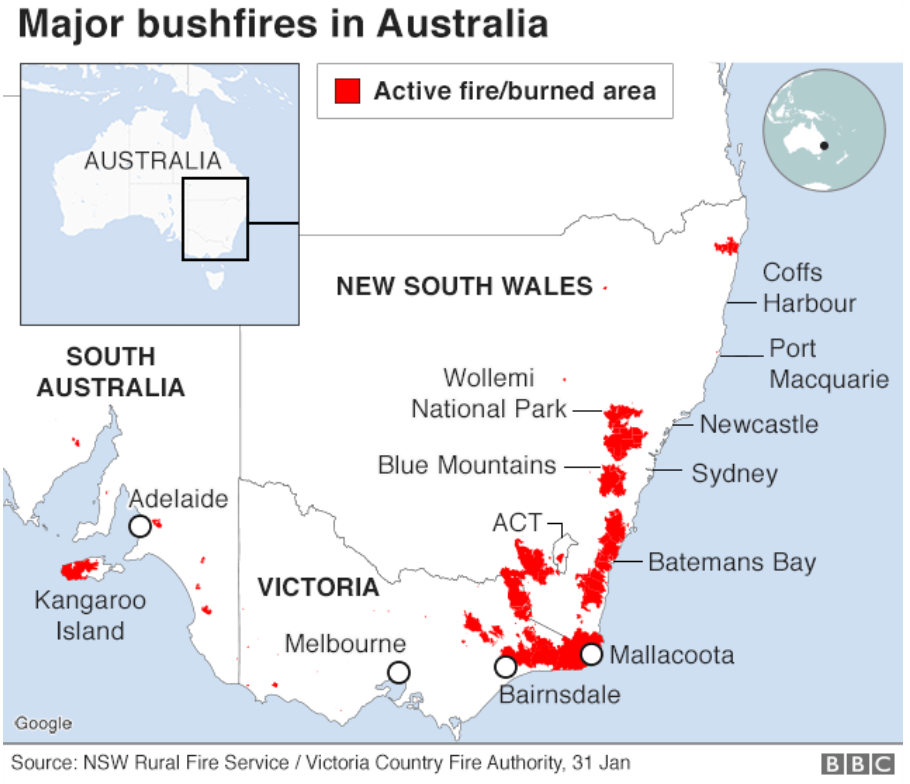 Major bushfires in Australia
AUSTRALIA
Active fire/burned area
NEW SOUTH WALES
Coffs
Harbour
SOUTH
AUSTRALIA
Port
Macquarie
Wollemi
National Park
Newcastle
Blue Mountains
Sydney
Adelaide
ACT
Batemans Bay
VICTORIA
Kangaroo
Island
Melbourne
Mallacoota
Bairnsdale
Google
Source: NSW Rural Fire Service / Victoria Country Fire Authority, 31 Jan
BBC